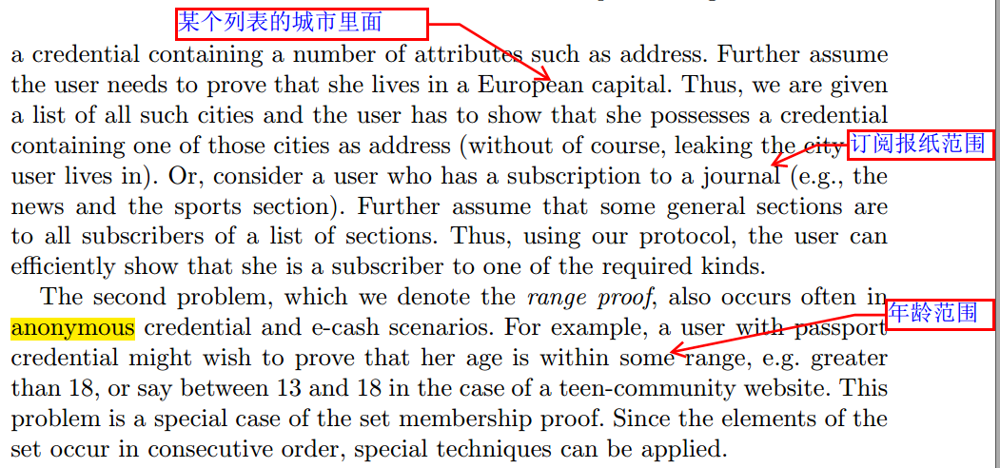 某个列表的城市里面
a credential containing a number of attributes such as address. Further assume
the user needs to prove that she lives in a European capital. Thus, we are given
a list of all such cities and the user has to show that she possesses a credential
containing one of those cities as address (without of course, leaking the city
订阅报纸范围
user lives in). Or, consider a user who has a subscription to a journal (e.g., the
news and the sports section). Further assume that some general sections are
to all subscribers of a list of sections. Thus, using our protocol, the user can
efficiently show that she is a subscriber to one of the required kinds.
The second problem, which we denote the range proof, also occurs often in
年龄范围
anonymous credential and e-cash scenarios. For example, a user with passport
credential might wish to prove that her age is within some range, e.g. greater
than 18, or say between 13 and 18 in the case of a teen-community website. This
problem is a special case of the set membership proof. Since the elements of the
set occur in consecutive order, special techniques can be applied.